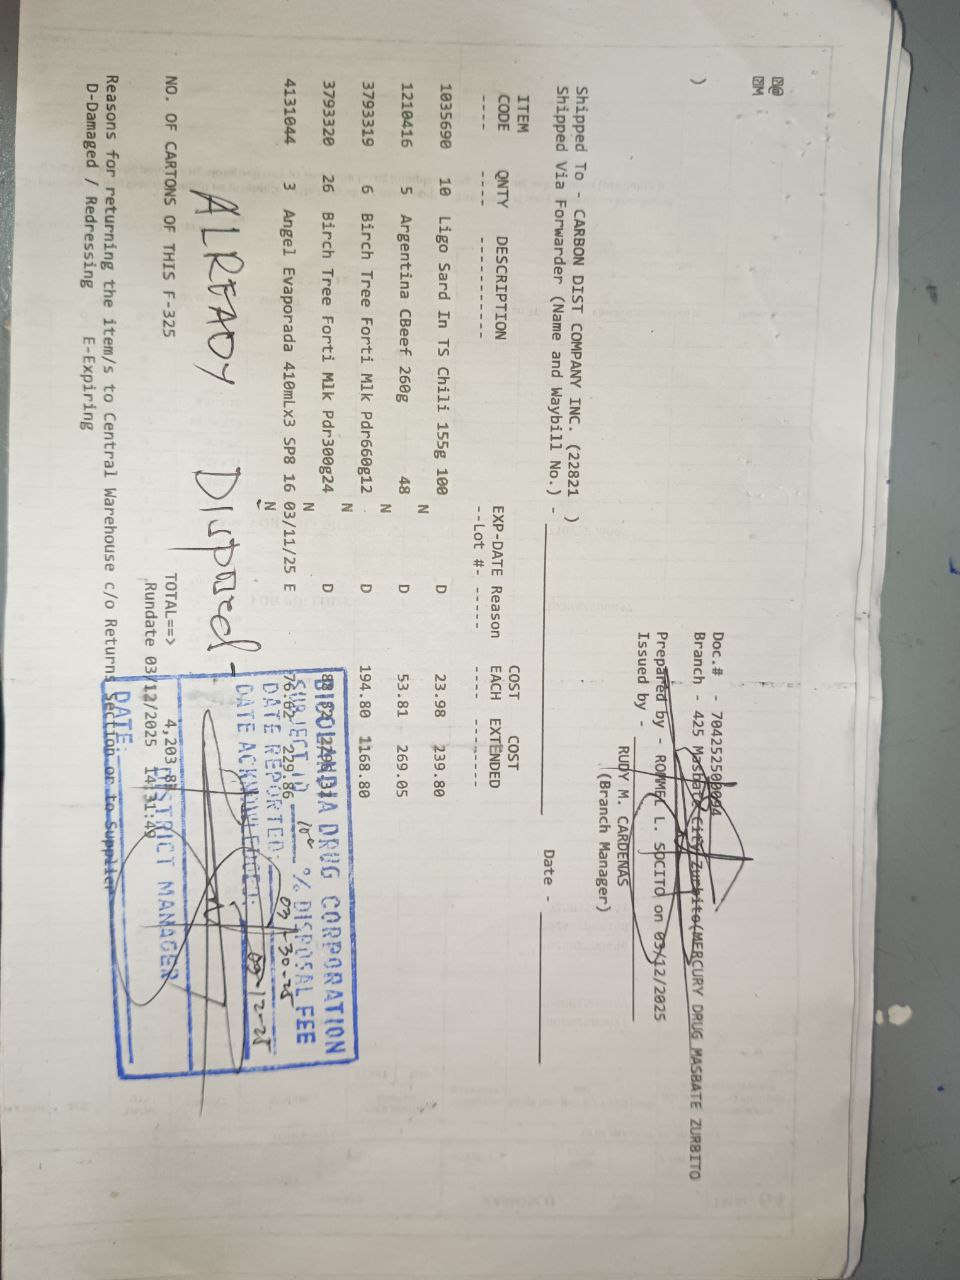 Doc.# - 704252500094
Branch - 425 Masbate City Zurbito(MERCURY DRUG MASBATE ZURBITO
Prepared by - ROMMEL L. SOCITO on 03/12/2025
Issued by -
RUDY M. CARDENAS
(Branch Manager)
)
Shipped To - CARBON DIST COMPANY INC. (22821 )
Shipped Via Forwarder (Name and Waybill No.) - Date -
ITEM EXP-DATE Reason COST COST
CODE QNTY DESCRIPTION --Lot #- ----- EACH EXTENDED
---- ---- ----------- ---- --------
1035690 10 Ligo Sard In TS Chili 155g 100 D 23.98 239.80
N
1210416 5 Argentina CBeef 260g 48 D 53.81 269.05
N
3793319 6 Birch Tree Forti Mlk Pdr660g12 D 194.80 1168.80
N
3793320 26 Birch Tree Forti Mlk Pdr300g24 D
N
4131044 3 Angel Evaporada 410mLx3 SP8 16 03/11/25 E 76.62 229.86
N
ALREADY Disposed -
NO. OF CARTONS OF THIS F-325 TOTAL==> 4,203.83
Rundate 03/12/2025 14:31:49
Reasons for returning the item/s to Central Warehouse c/o Returns Section or to Supplier
D-Damaged / Redressing E-Expiring
BICOLANDIA DRUG CORPORATION
SUBJECT TO % DISPOSAL FEE
DATE REPORTED: 03-30-25
DATE ACKNOWLEDGED: 09-12-25
DISTRICT MANAGER
DATE: